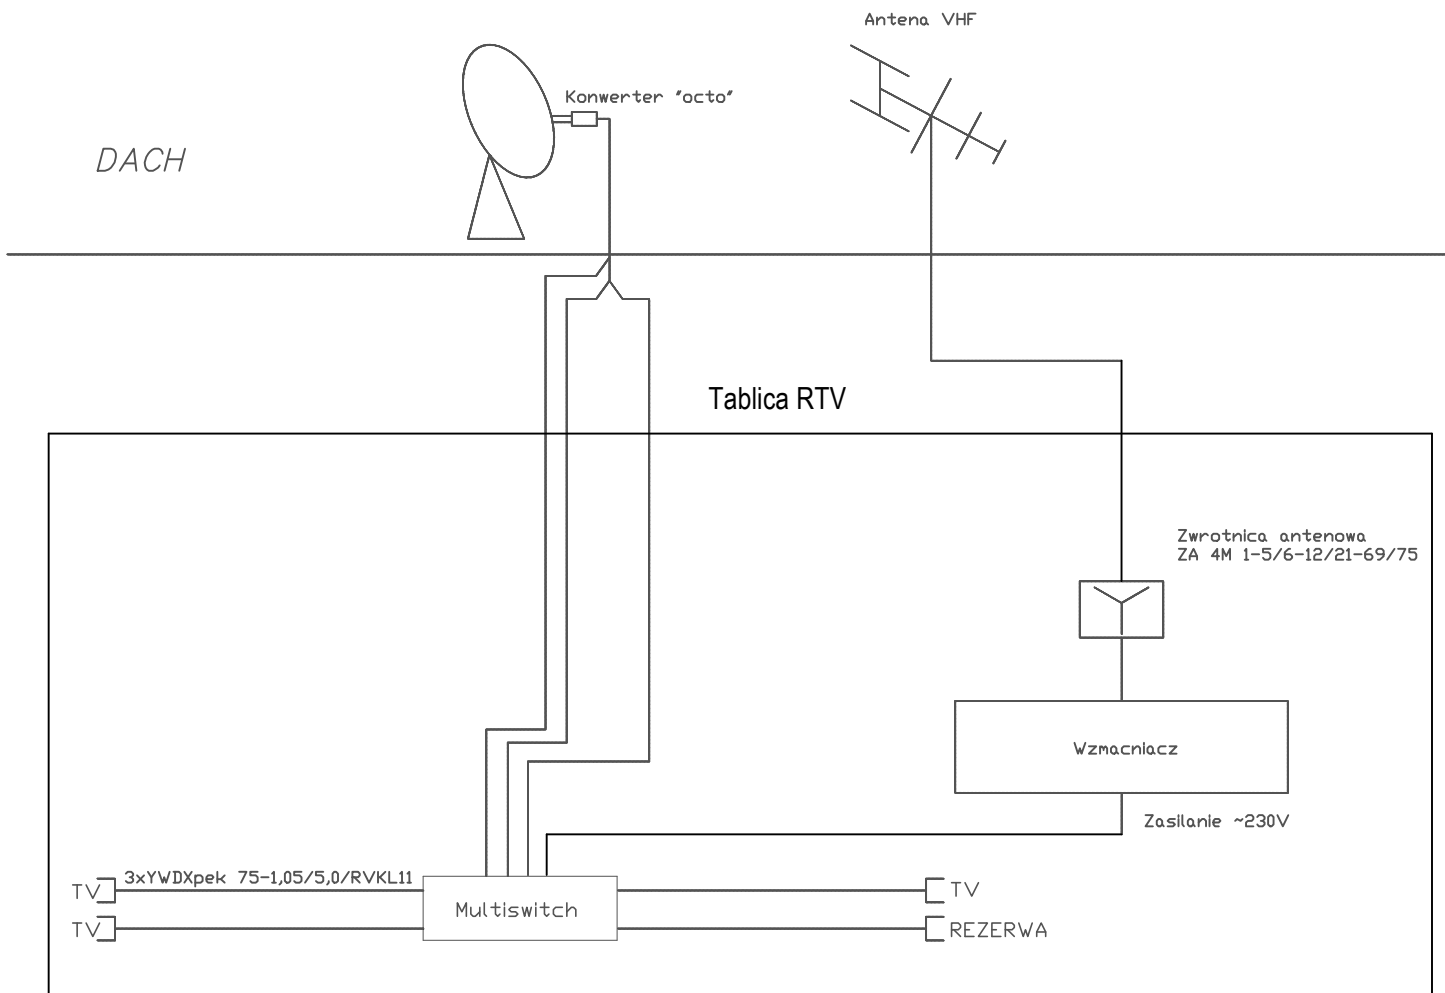 Antena VHF
Konwerter "octo"
DACH
Tablica RTV
Zwrotnica antenowa
ZA 4M 1-5/6-12/21-69/75
Wzmacniacz
Zasilanie ~230V
3xYWDXpek 75-1,05/5,0/RVKL11
TV
Multiswitch
TV
TV
REZERWA